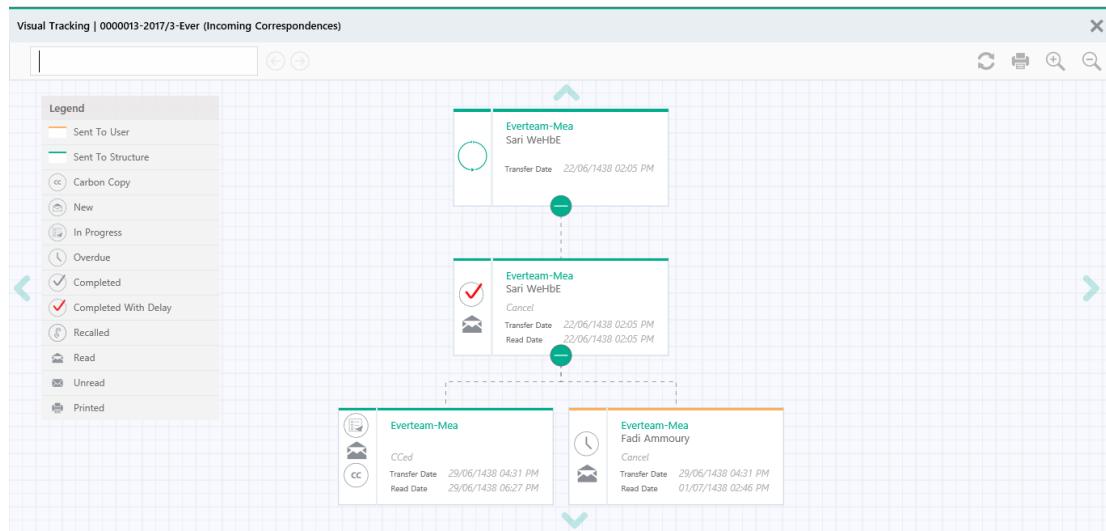 Visual Tracking | 0000013-2017/3-Ever (Incoming Correspondences)
Legend
Sent To User
Sent To Structure
cc Carbon Copy
New
In Progress
Overdue
Completed
Completed With Delay
Recalled
Read
Unread
Printed
Everteam-Mea
Sari WeHbE
Transfer Date 22/06/1438 02:05 PM
Everteam-Mea
Sari WeHbE
Cancel
Transfer Date 22/06/1438 02:05 PM
Read Date 22/06/1438 02:05 PM
Everteam-Mea
CCed
cc
Transfer Date 29/06/1438 04:31 PM
Read Date 29/06/1438 06:27 PM
Everteam-Mea
Fadi Ammoury
Cancel
Transfer Date 29/06/1438 04:31 PM
Read Date 01/07/1438 02:46 PM